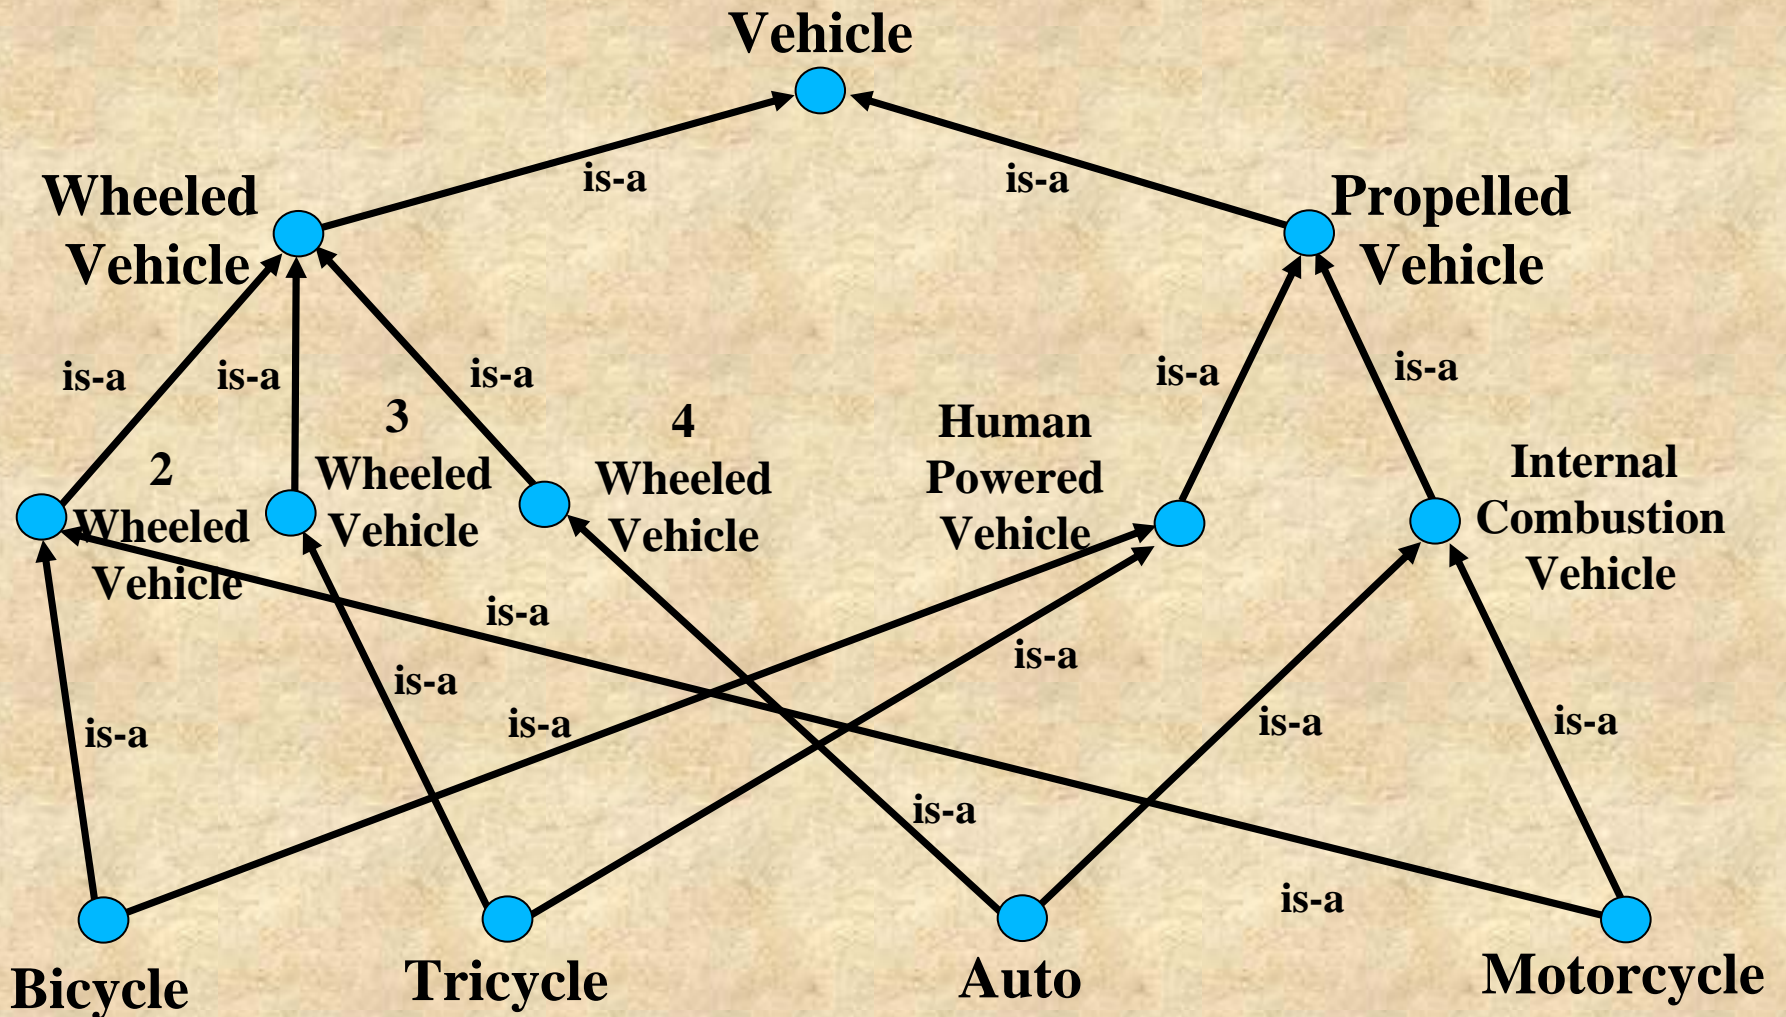 Vehicle
is-a
is-a
Wheeled
Vehicle
Propelled
Vehicle
is-a
is-a
is-a
is-a
is-a
2
Wheeled
Vehicle
3
Wheeled
Vehicle
4
Wheeled
Vehicle
Human
Powered
Vehicle
Internal
Combustion
Vehicle
is-a
is-a
is-a
is-a
is-a
is-a
is-a
is-a
Bicycle
Tricycle
Auto
Motorcycle